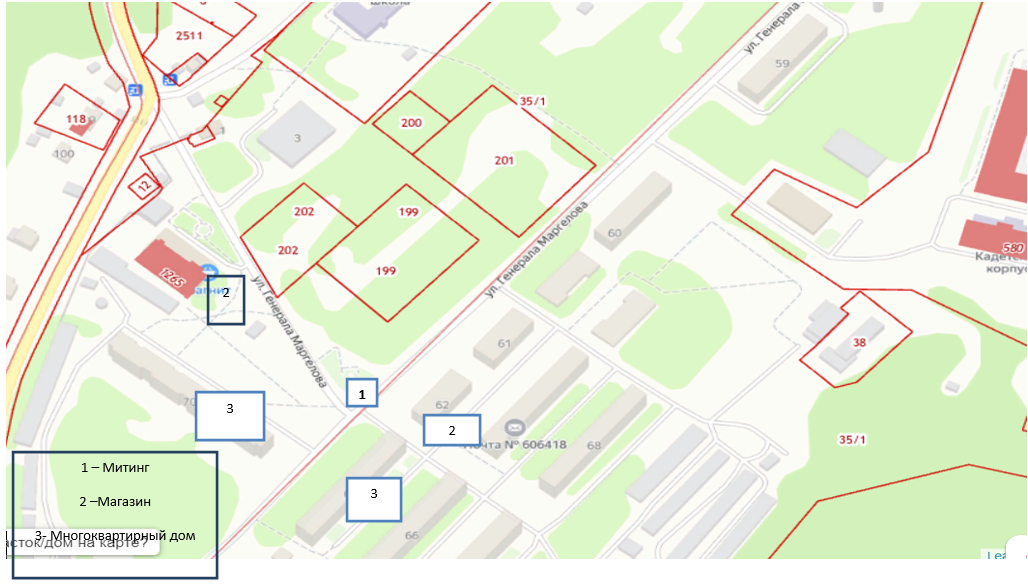 школа
2511
ул. Генерала
59
118
100
3
200
35/1
201
12
202
202
199
199
60
ул. Генерала Маргелова
ул. Генерала Маргелова
1265
2
580
Кадетс
корпус
61
38
62
1
70
3
2
Почта № 606418
68
35/1
3
66
1 – Митинг
2 –Магазин
3- Многоквартирный дом
асток/дом на карте?
Lea